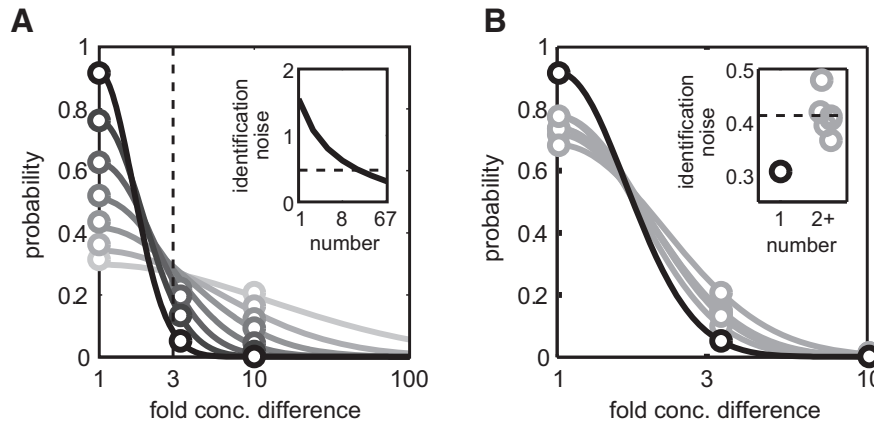 A
1
0.8
0.6
0.4
0.2
0
probability
1
3
10
100
fold conc. difference
2
1
0
identification
noise
1
8
67
number
B
1
0.8
0.6
0.4
0.2
0
probability
1
3
10
fold conc. difference
0.5
0.4
0.3
identification
noise
1
2+
number